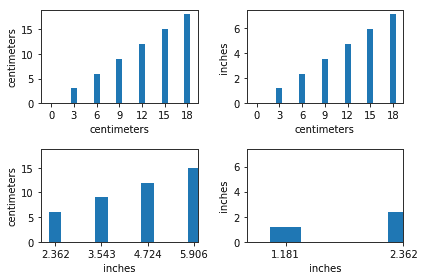 15
10
5
0
centimeters
0 3 6 9 12 15 18
centimeters
6
4
2
0
inches
0 3 6 9 12 15 18
centimeters
15
10
5
0
centimeters
2.362 3.543 4.724 5.906
inches
6
4
2
0
inches
1.181 2.362
inches